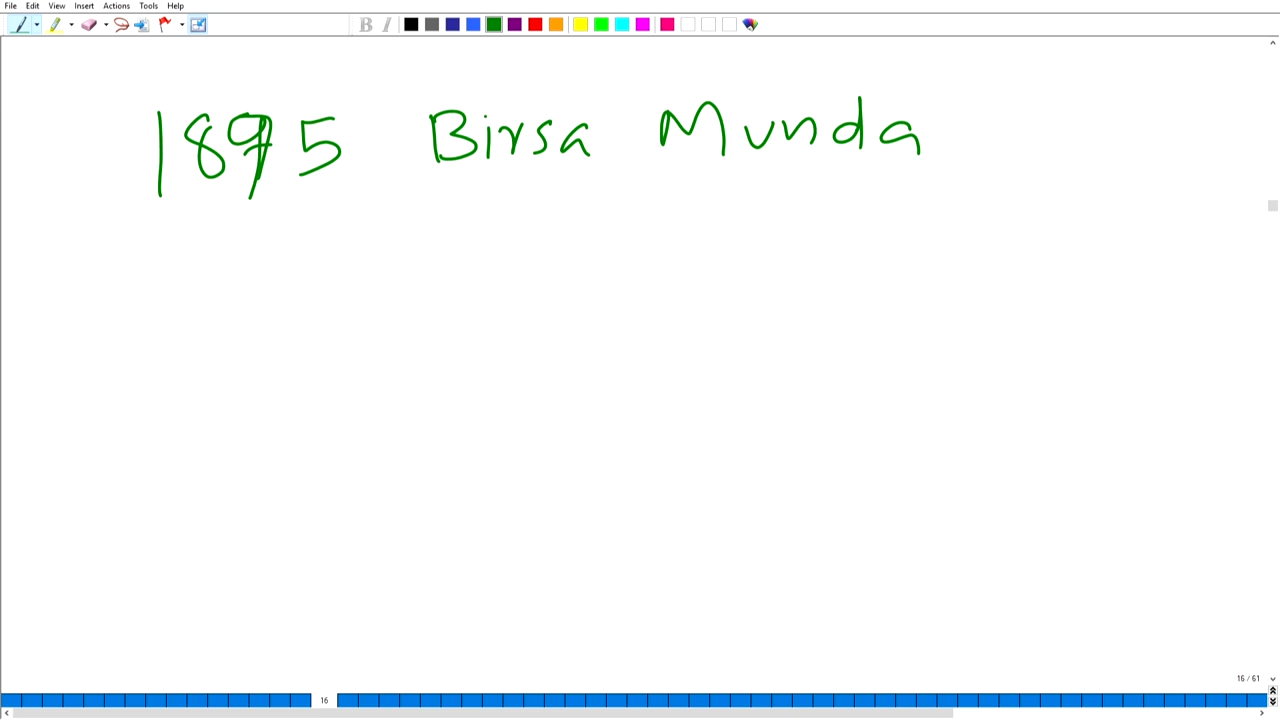 File Edit View Insert Actions Tools Help
B I
1895 Birsa Munda
16 / 61
16